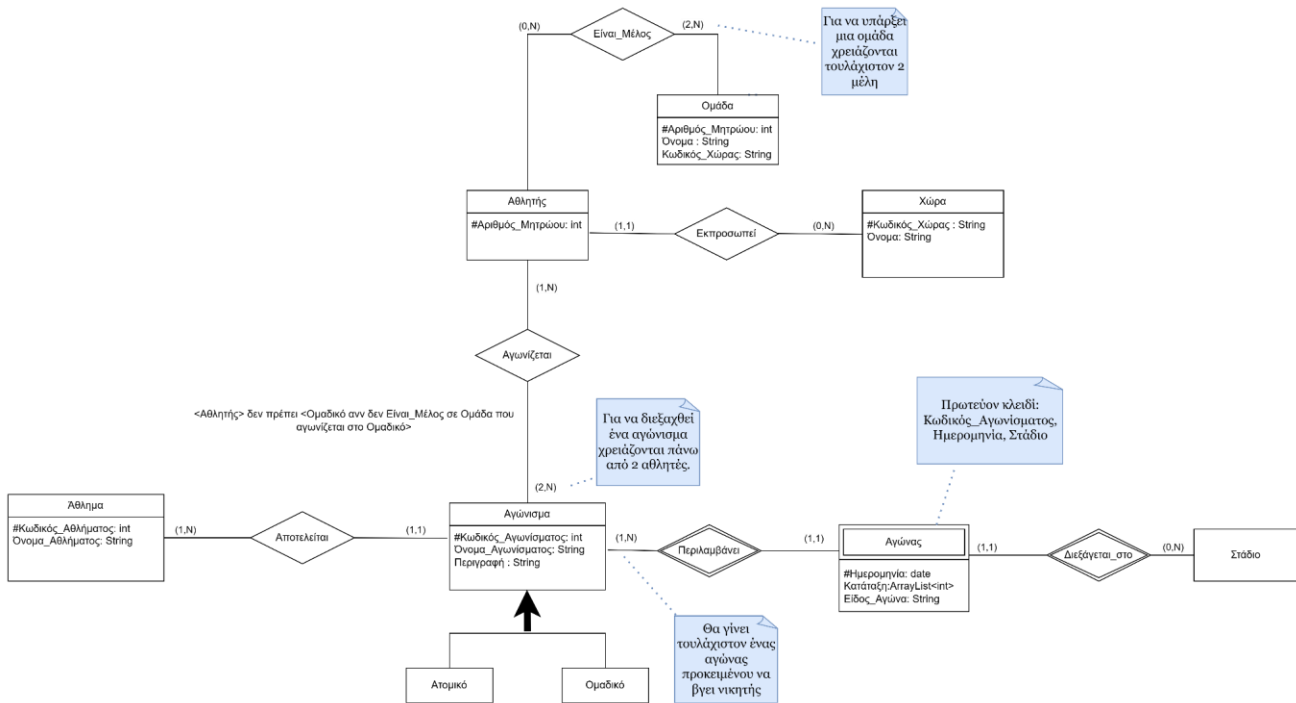 (0,N)
Είναι_Μέλος
(2,N)
Για να υπάρξει
μια ομάδα
χρειάζονται
τουλάχιστον 2
μέλη
Ομάδα
#Αριθμός_Μητρώου: int
Όνομα : String
Κωδικός_Χώρας: String
Αθλητής
#Αριθμός_Μητρώου: int
(1,1)
Εκπροσωπεί
(0,N)
Χώρα
#Κωδικός_Χώρας : String
Όνομα: String
(1,N)
Αγωνίζεται
<Αθλητής> δεν πρέπει <Ομαδικό ανν δεν Είναι_Μέλος σε Ομάδα που
αγωνίζεται στο Ομαδικό>
Για να διεξαχθεί
ένα αγώνισμα
χρειάζονται πάνω
από 2 αθλητές.
Πρωτεύον κλειδί:
Κωδικός_Αγωνίσματος,
Ημερομηνία, Στάδιο
(2,N)
Άθλημα
#Κωδικός_Αθλήματος: int
Όνομα_Αθλήματος: String
(1,N)
Αποτελείται
(1,1)
Αγώνισμα
#Κωδικός_Αγωνίσματος: int
Όνομα_Αγωνίσματος: String
Περιγραφή : String
(1,N)
Περιλαμβάνει
(1,1)
Αγώνας
#Ημερομηνία: date
Κατάταξη:ArrayList<int>
Είδος_Αγώνα: String
(1,1)
Διεξάγεται_στο
(0,N)
Στάδιο
Θα γίνει
τουλάχιστον ένας
αγώνας
προκειμένου να
βγει νικητής
Ατομικό
Ομαδικό